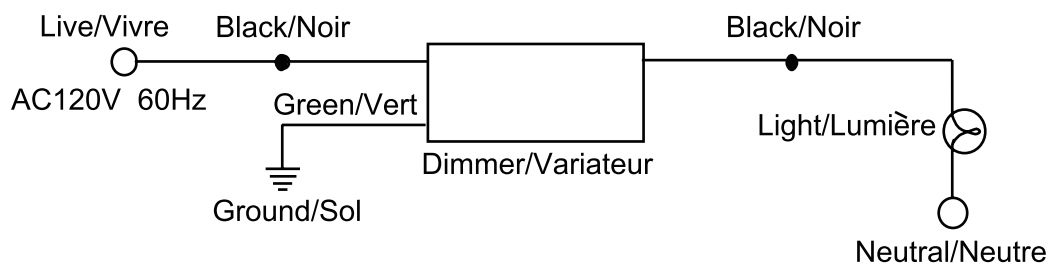 Live/Vivre
Black/Noir
Black/Noir
AC120V 60Hz
Green/Vert
Light/Lumière
Dimmer/Variateur
Ground/Sol
Neutral/Neutre